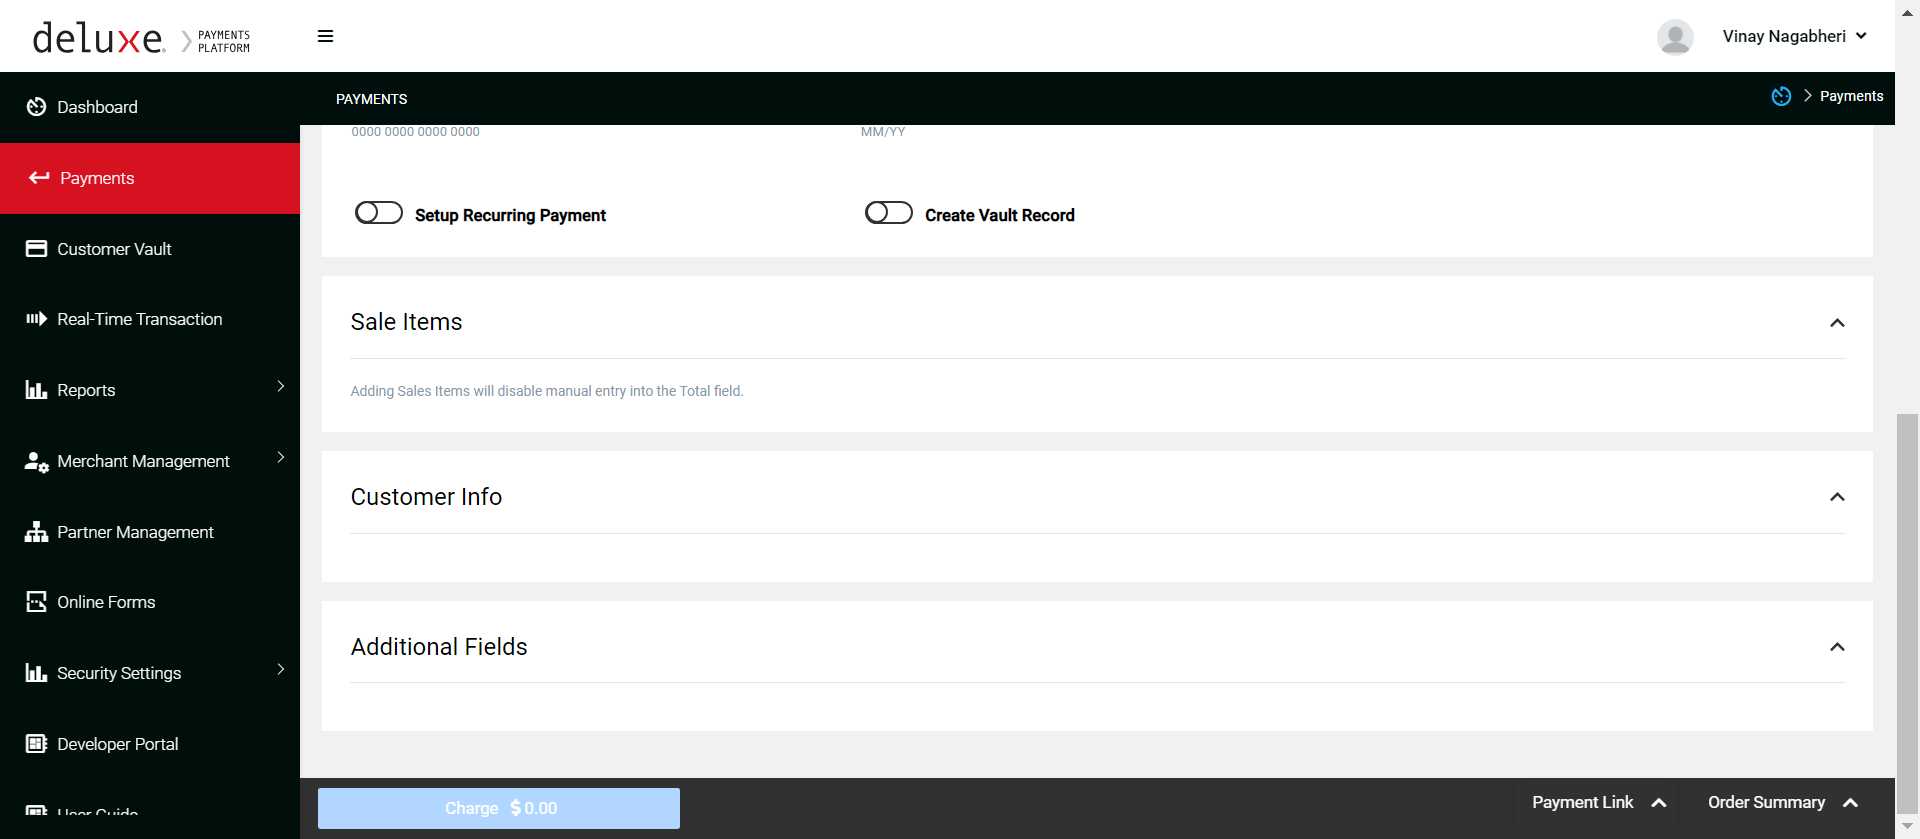 deluxe. PAYMENTS PLATFORM
Vinay Nagabheri
PAYMENTS
Payments
Dashboard
Payments
Customer Vault
Real-Time Transaction
Reports
Merchant Management
Partner Management
Online Forms
Security Settings
Developer Portal
User Guide
0000 0000 0000 0000
MM/YY
Setup Recurring Payment
Create Vault Record
Sale Items
Adding Sales Items will disable manual entry into the Total field.
Customer Info
Additional Fields
Charge $0.00
Payment Link
Order Summary